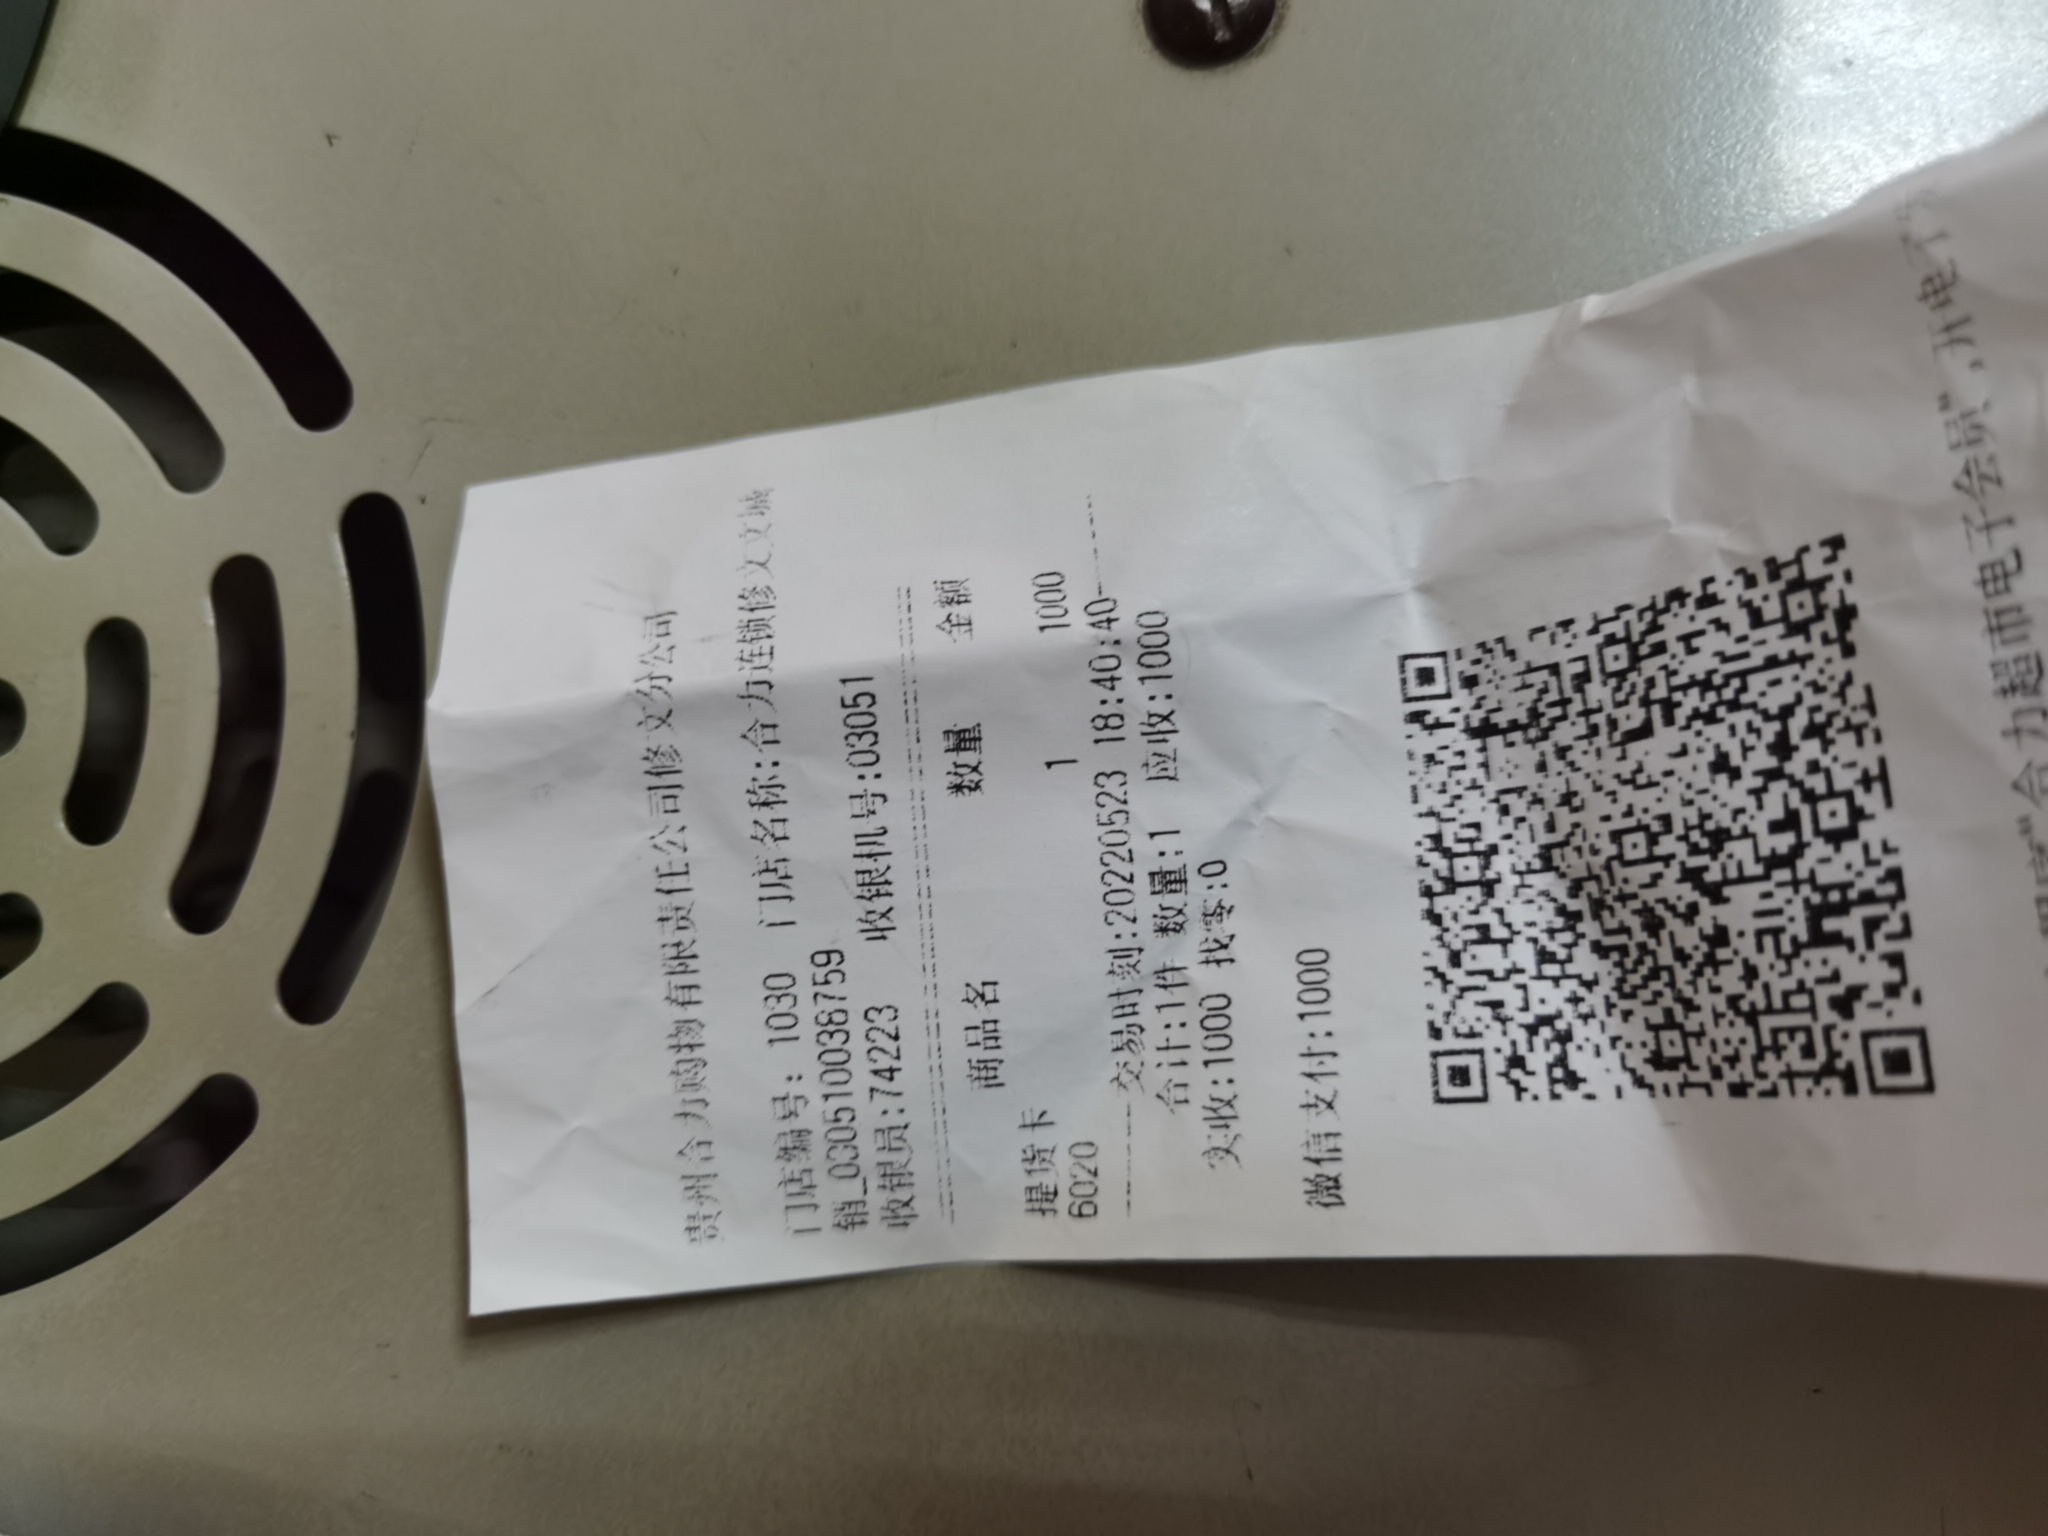 贵州合力购物有限责任公司修文分公司
门店编号: 1030 门店名称:合力连锁修文文城
销_030510038759
收银员:74223 收银机号:03051
商品名 数量 金额
提货卡 1 1000
6020
交易时刻:20220523 18:40:40
合计:1件 数量:1 应收:1000
实收:1000 找零:0
微信支付:1000
"合力超市电子会员",开电子